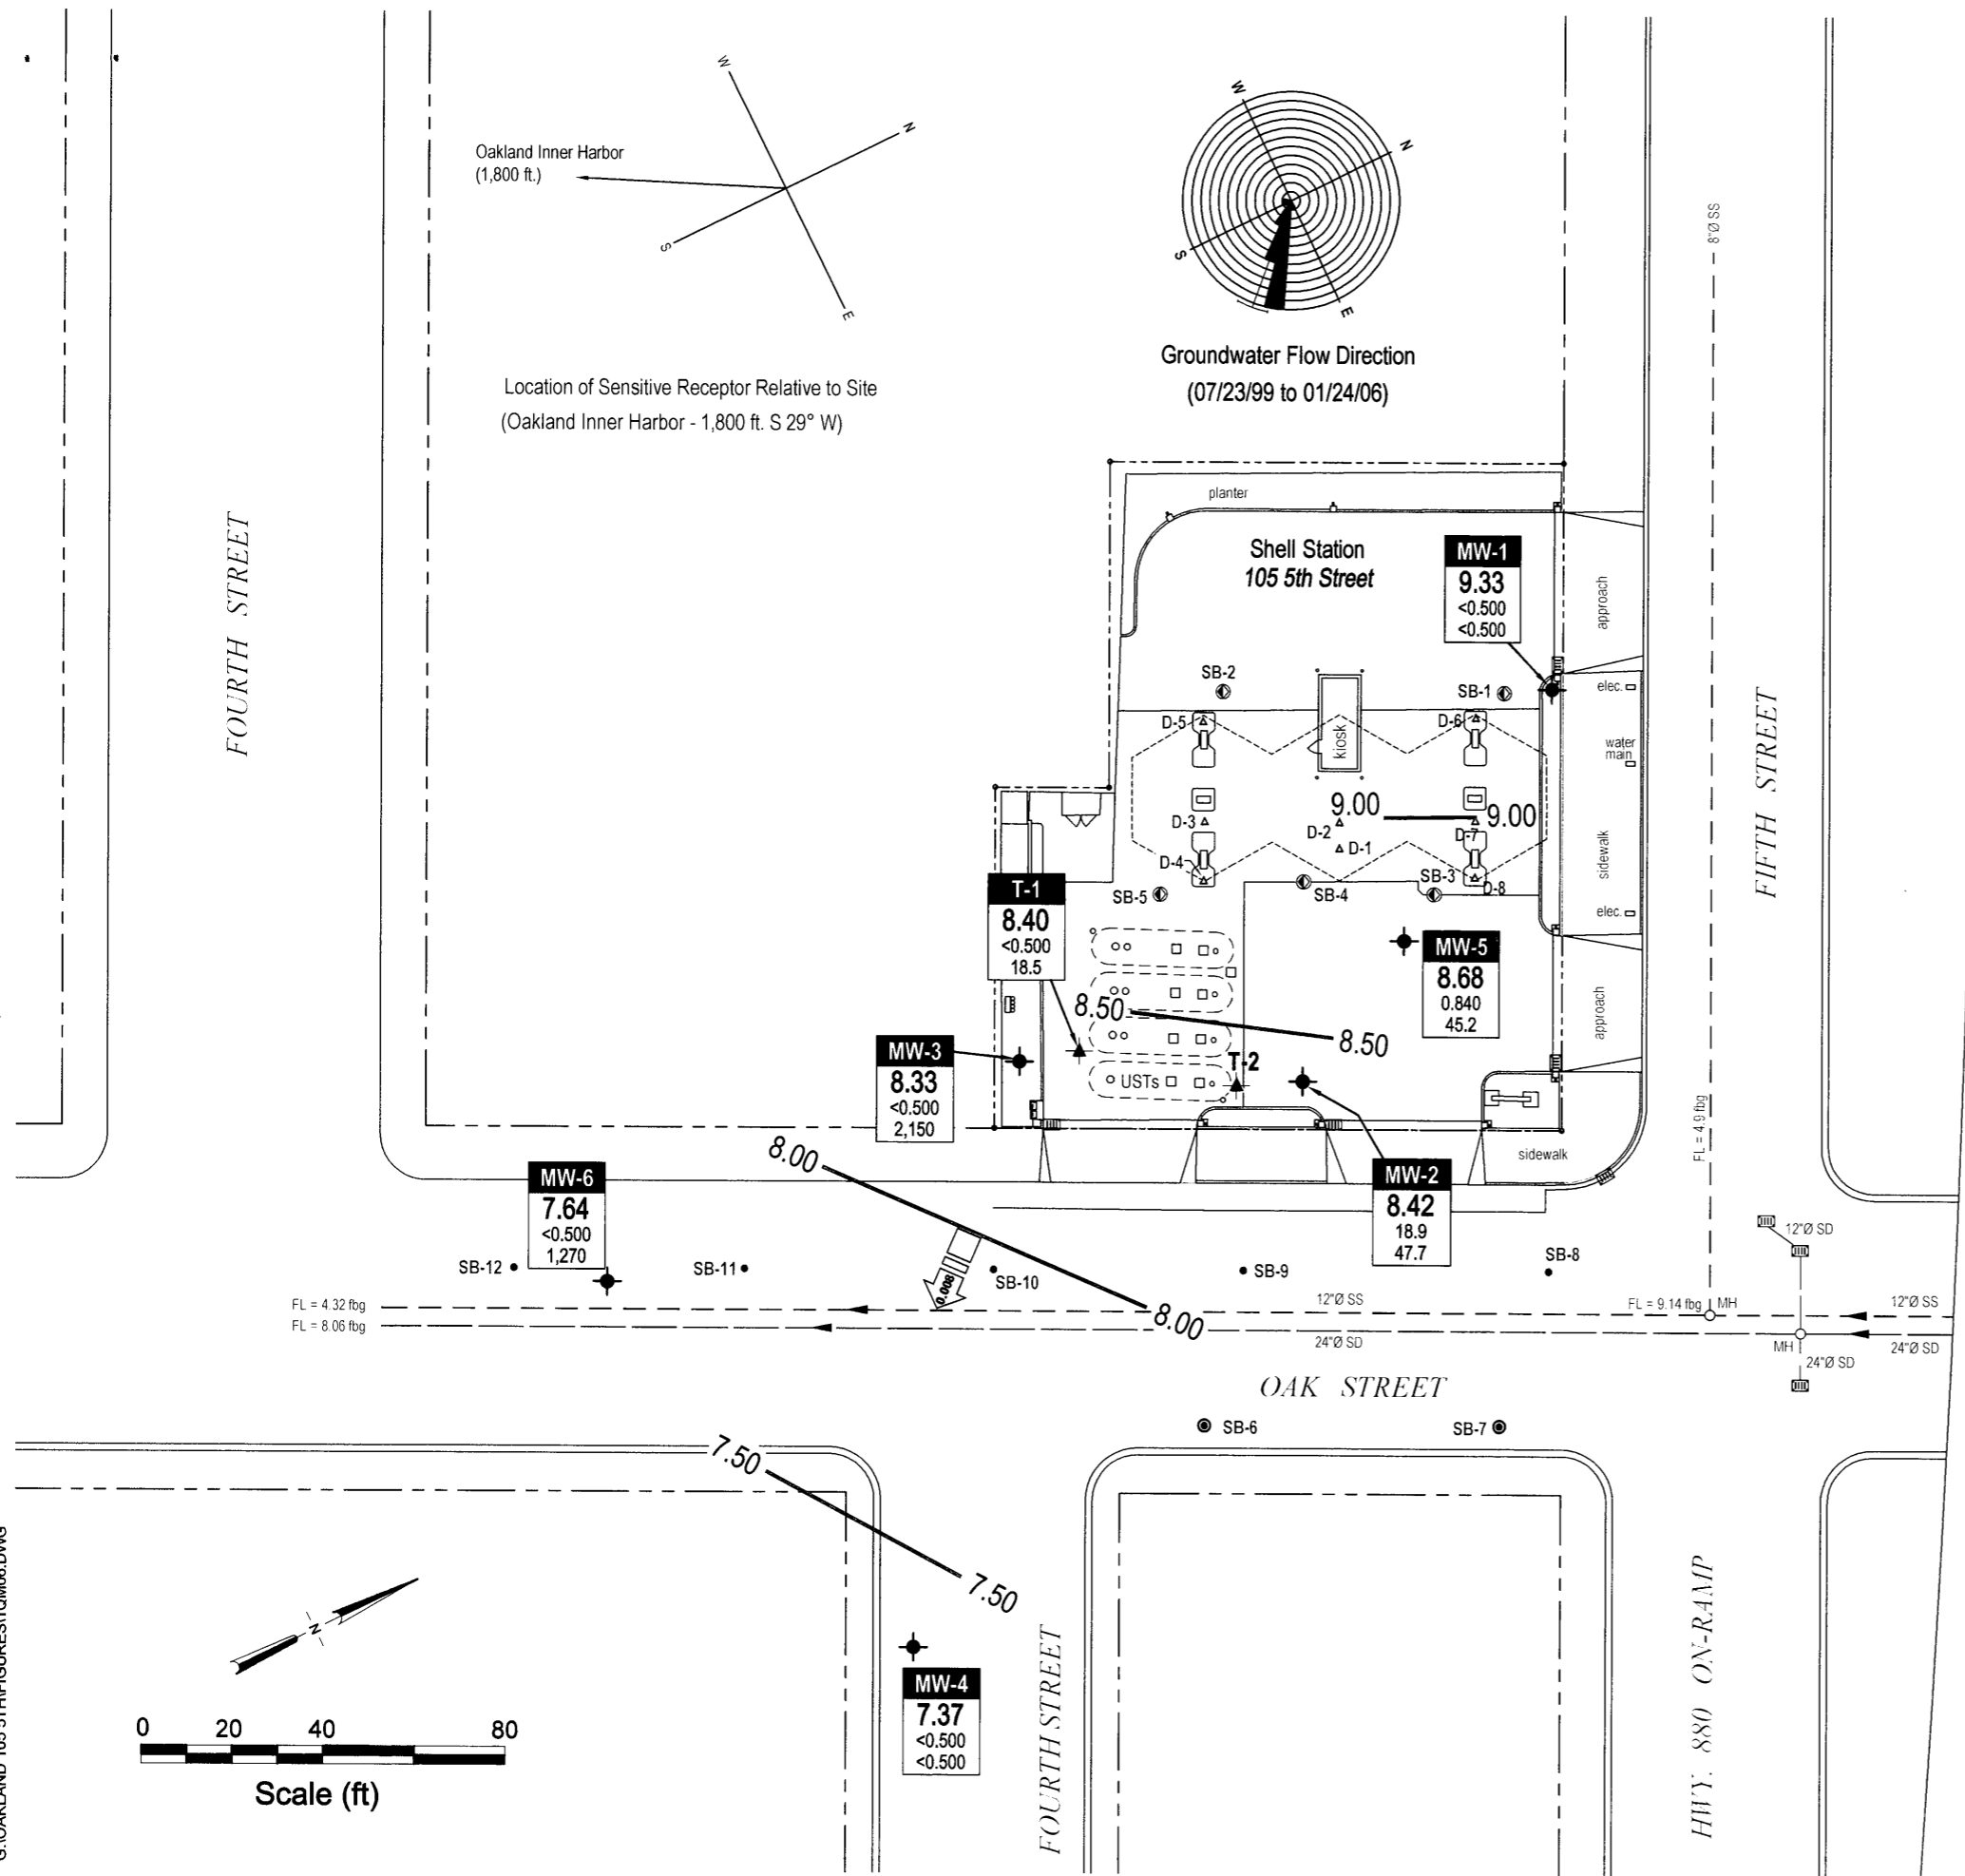 W
N
S
E
Oakland Inner Harbor
(1,800 ft.)
Location of Sensitive Receptor Relative to Site
(Oakland Inner Harbor - 1,800 ft. S 29° W)
W
N
S
E
Groundwater Flow Direction
(07/23/99 to 01/24/06)
8"Ø SS
FOURTH STREET
FIFTH STREET
planter
Shell Station
105 5th Street
MW-1
9.33
<0.500
<0.500
approach
SB-2
SB-1
elec.
D-5
D-6
kiosk
water
main
9.00
9.00
D-3
D-2
D-7
D-1
D-4
sidewalk
SB-5
SB-4
SB-3
D-8
elec.
T-1
8.40
<0.500
18.5
MW-5
8.68
0.840
45.2
approach
8.50
8.50
MW-3
8.33
<0.500
2,150
USTs
T-2
FL = 4.9 fbg
sidewalk
8.00
MW-6
7.64
<0.500
1,270
MW-2
8.42
18.9
47.7
SB-12
SB-11
SB-10
SB-9
SB-8
12"Ø SD
0.008
FL = 4.32 fbg
FL = 8.06 fbg
8.00
12"Ø SS
24"Ø SD
FL = 9.14 fbg
MH
12"Ø SS
MH
24"Ø SD
24"Ø SD
OAK STREET
SB-6
SB-7
7.50
7.50
N
0 20 40 80
Scale (ft)
MW-4
7.37
<0.500
<0.500
FOURTH STREET
HWY. 880 ON-RAMP